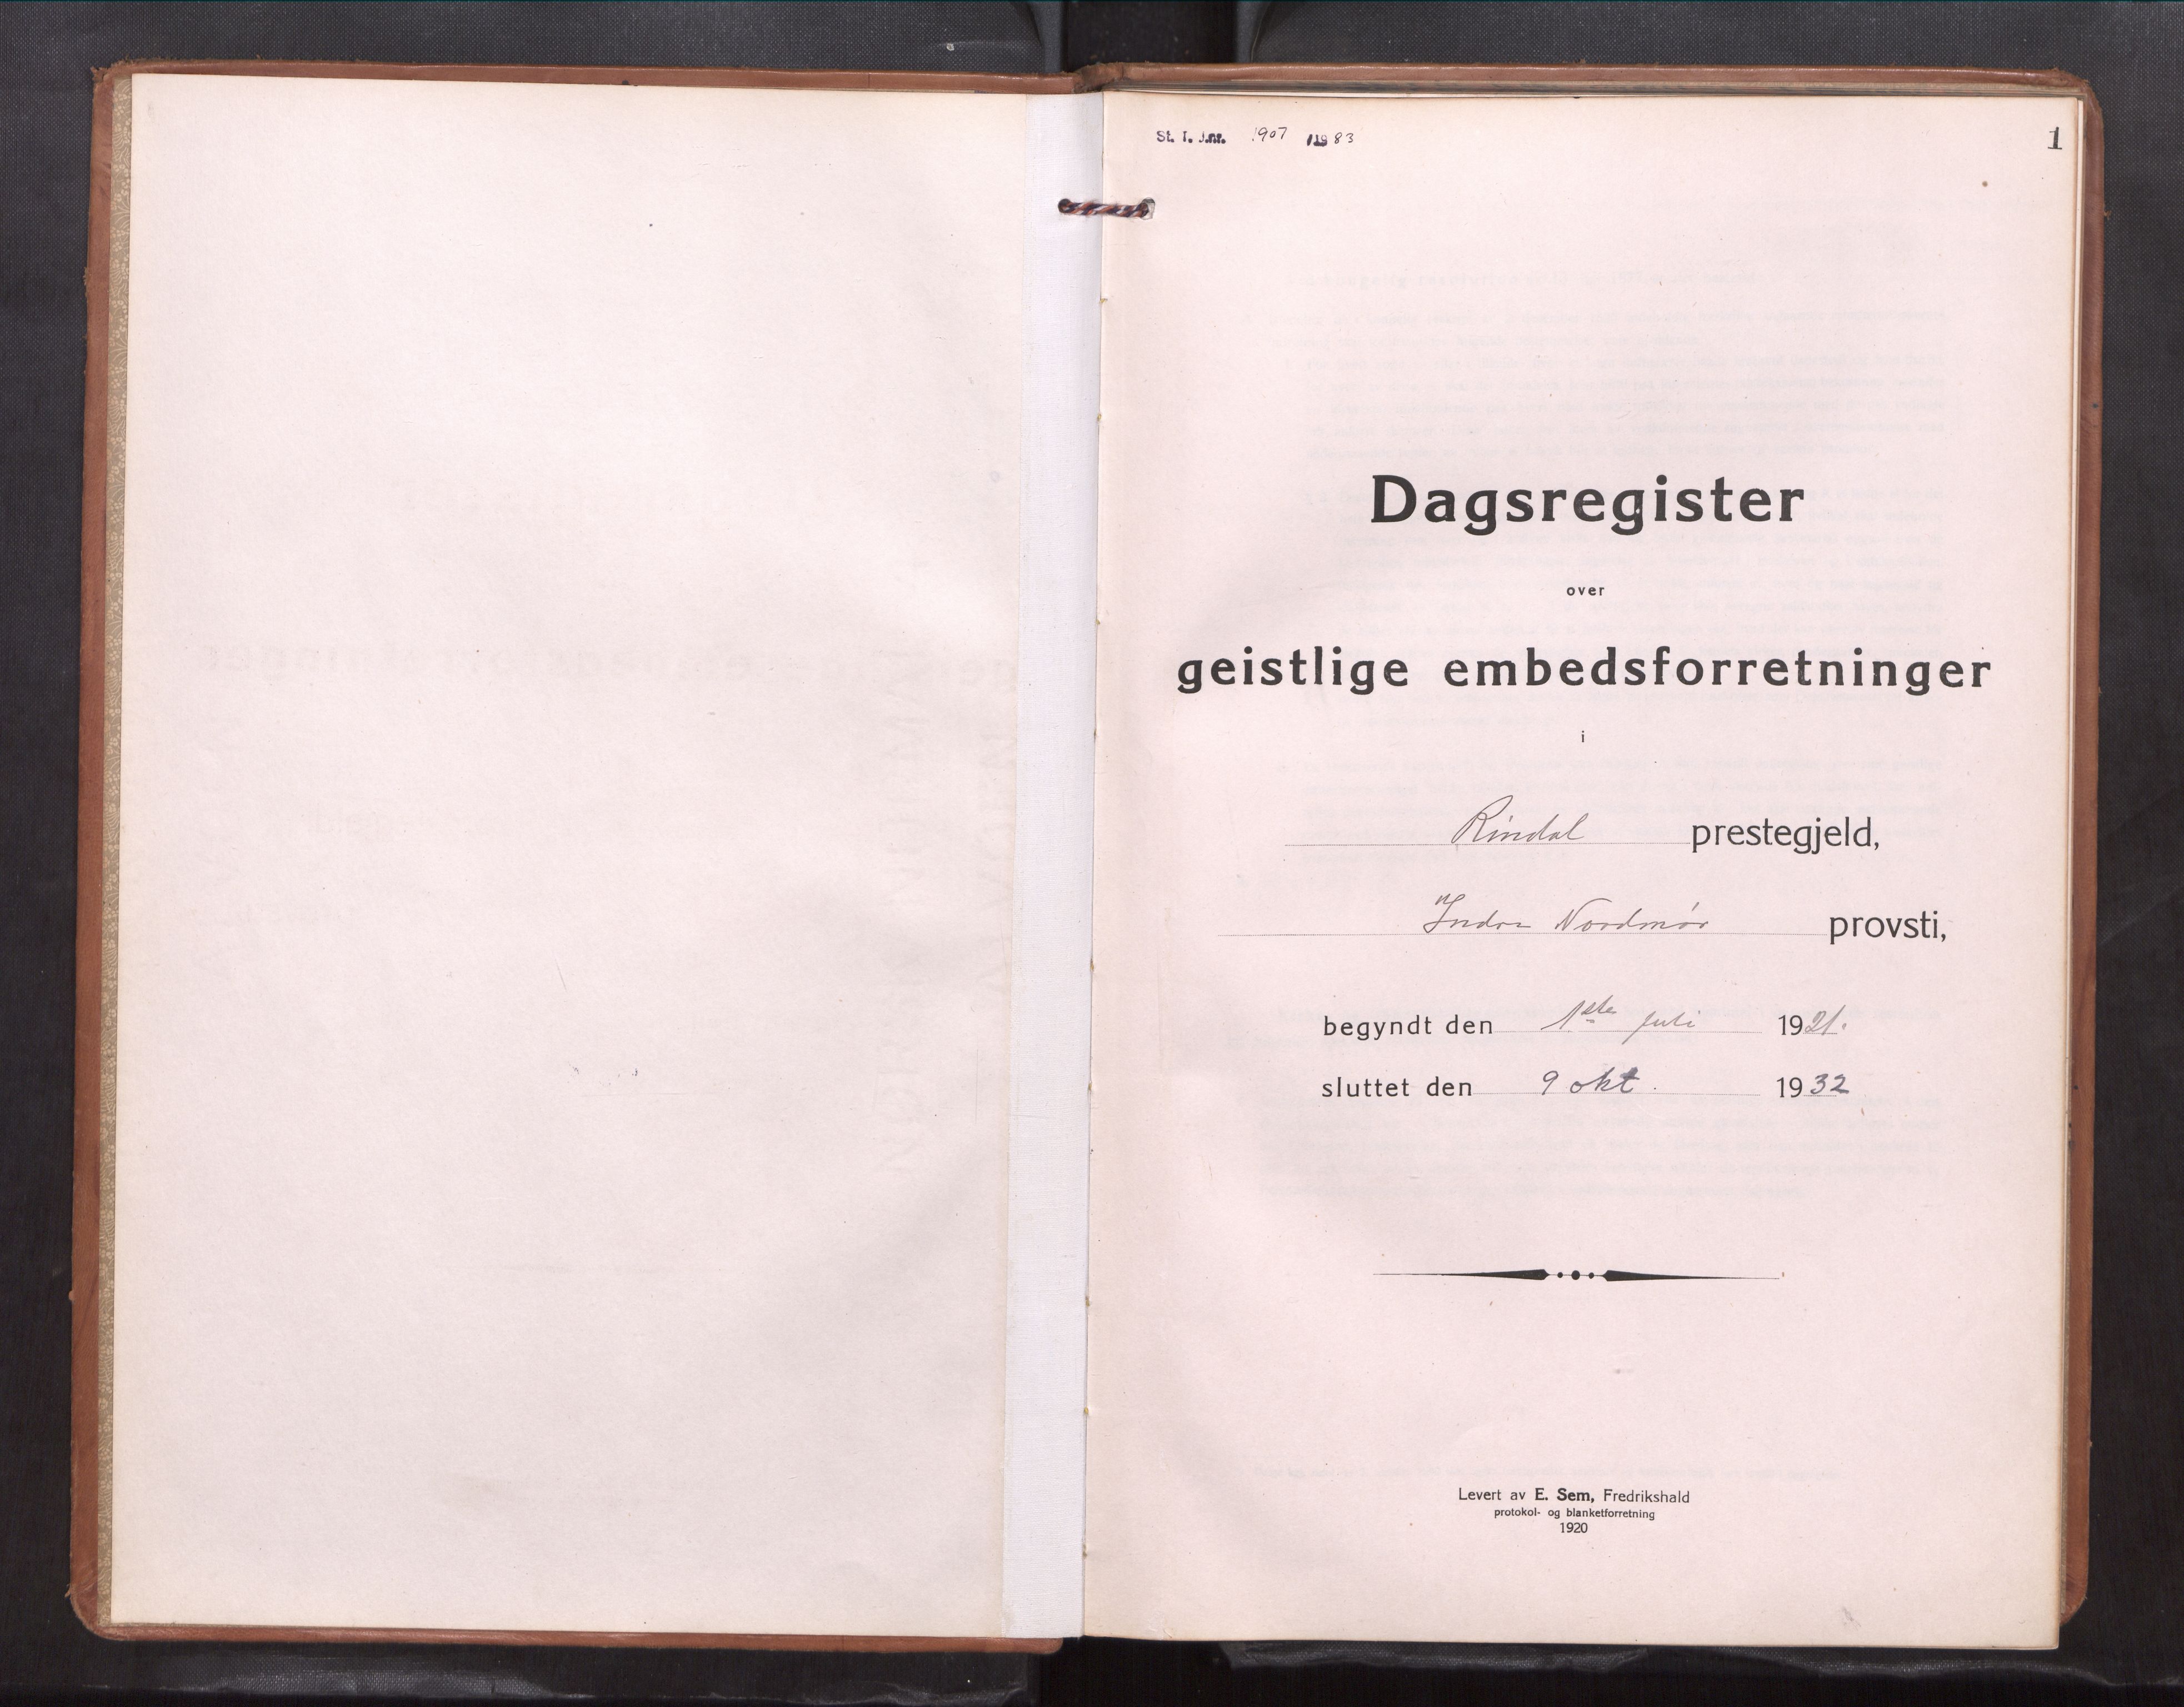 St. T. J.nr. 1907 /1983
1
Dagsregister
over
geistlige embedsforretninger
i
Rindal prestegjeld,
Indre Nordmør provsti,
begyndt den 1ste juli 1921.
sluttet den 9 okt. 1932
Levert av E. Sem, Fredrikshald
protokol- og blanketforretning
1920